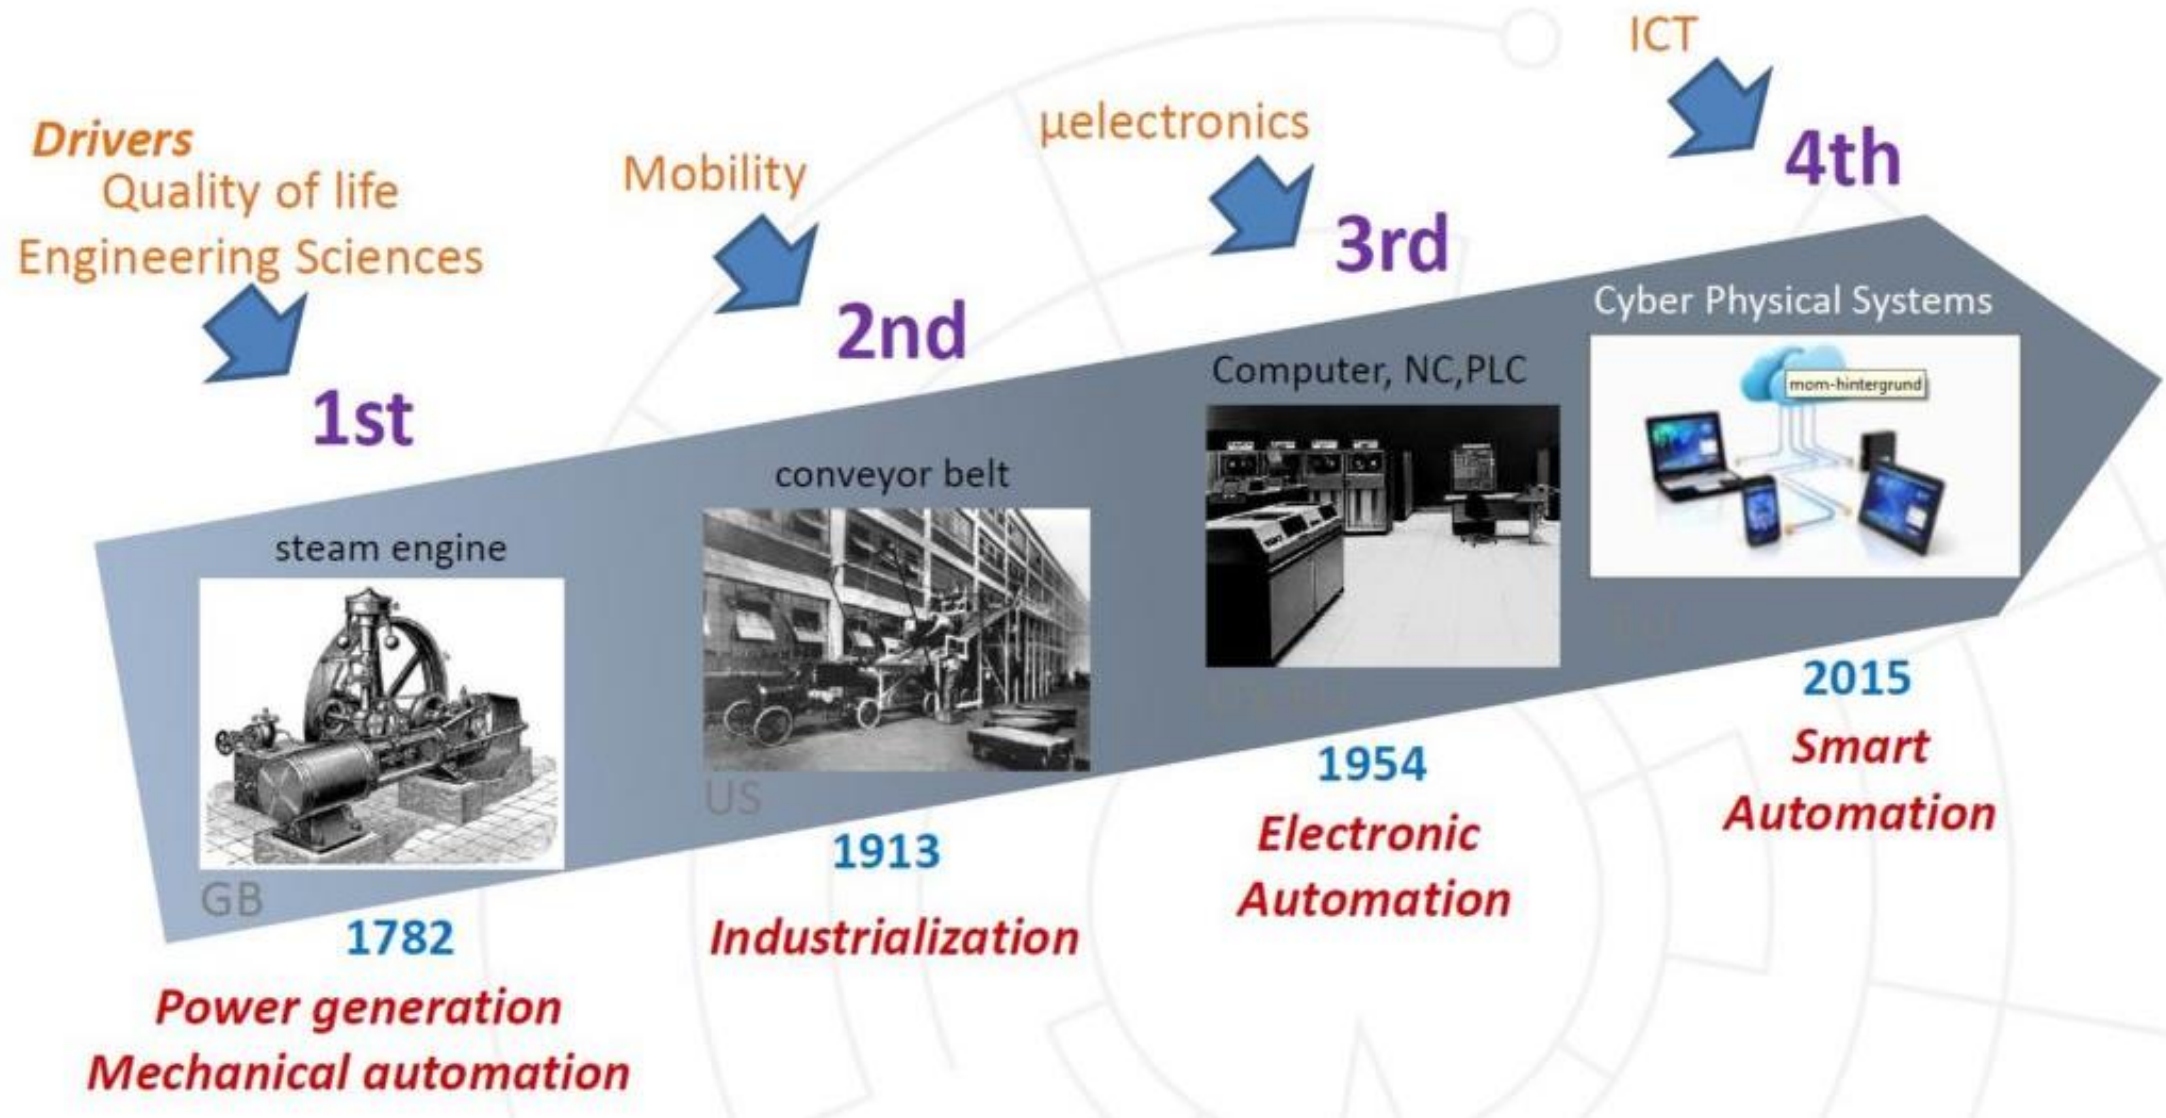 Drivers
Quality of life
Engineering Sciences
1st
steam engine
GB
1782
Power generation
Mechanical automation
Mobility
2nd
conveyor belt
US
1913
Industrialization
µelectronics
3rd
Computer, NC,PLC
1954
Electronic
Automation
ICT
4th
Cyber Physical Systems
mom-hintergrund
2015
Smart
Automation